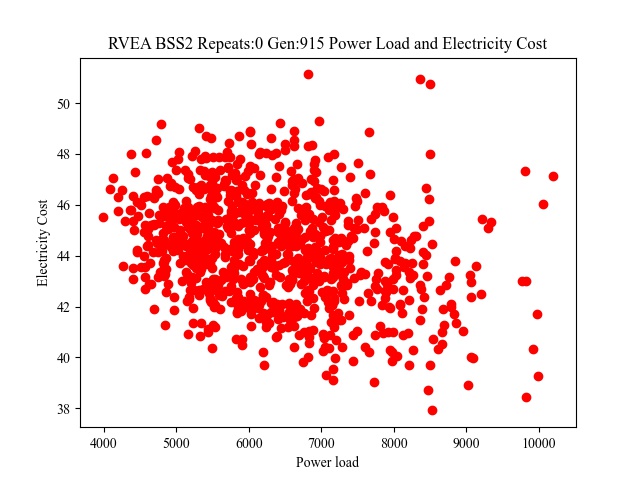 RVEA BSS2 Repeats:0 Gen:915 Power Load and Electricity Cost
Electricity Cost
50
48
46
44
42
40
38
4000 5000 6000 7000 8000 9000 10000
Power load